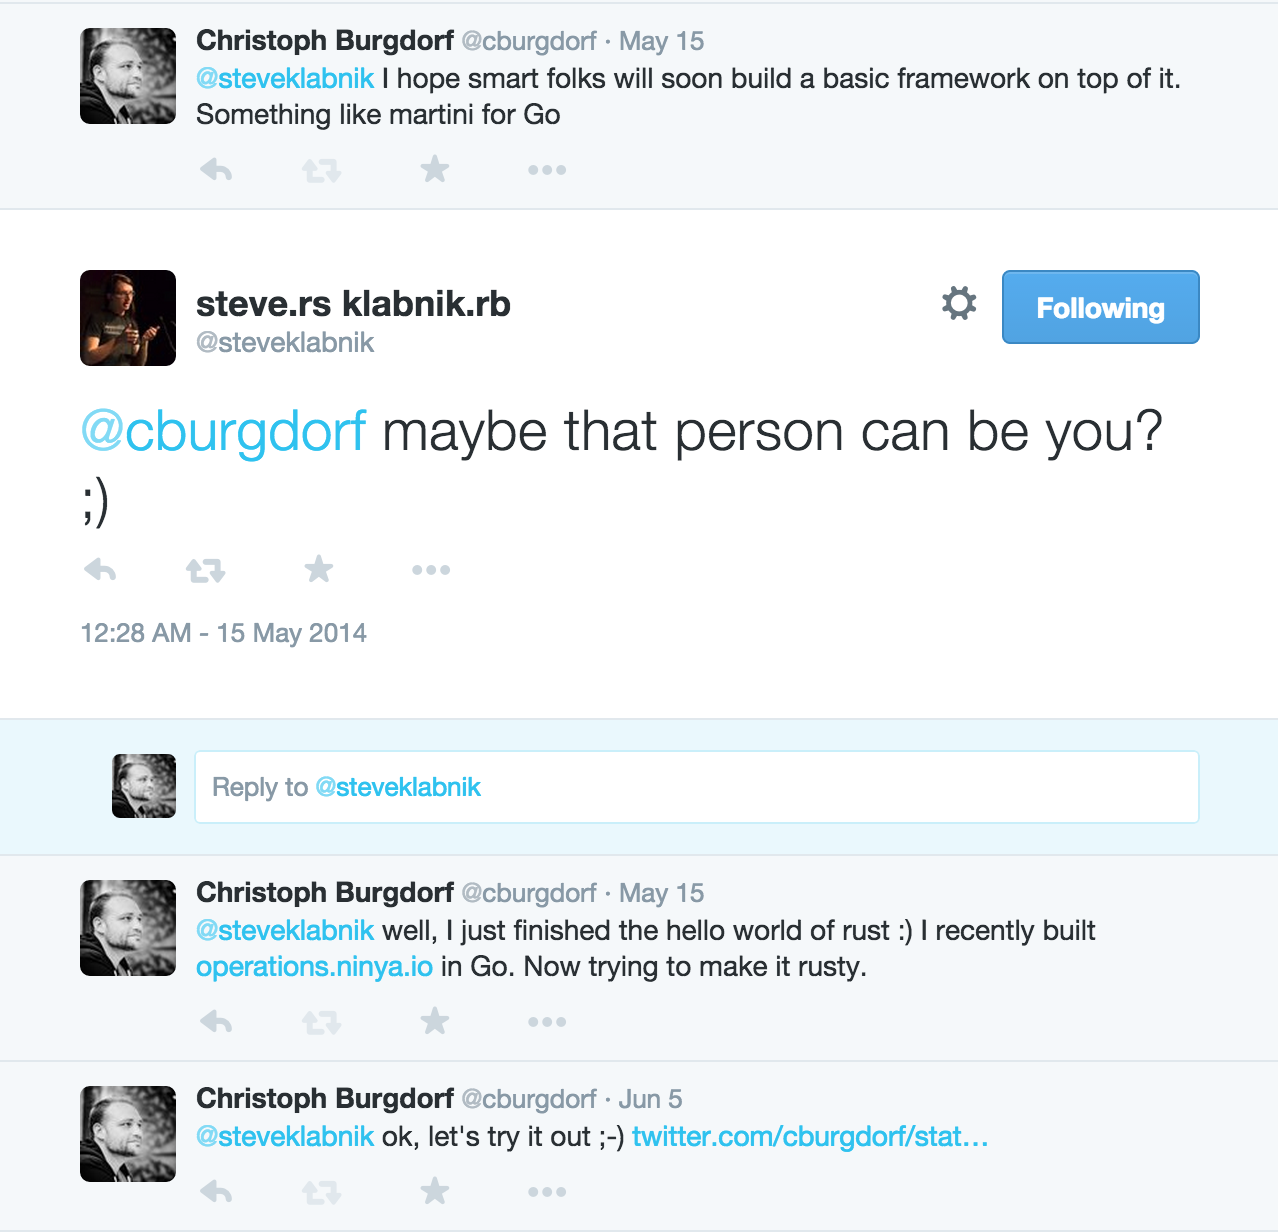 Christoph Burgdorf @cburgdorf · May 15
@steveklabnik I hope smart folks will soon build a basic framework on top of it.
Something like martini for Go
steve.rs klabnik.rb
Following
@steveklabnik
@cburgdorf maybe that person can be you?
;)
12:28 AM - 15 May 2014
Reply to @steveklabnik
Christoph Burgdorf @cburgdorf · May 15
@steveklabnik well, I just finished the hello world of rust :) I recently built
operations.ninya.io in Go. Now trying to make it rusty.
Christoph Burgdorf @cburgdorf · Jun 5
@steveklabnik ok, let's try it out ;-) twitter.com/cburgdorf/stat…